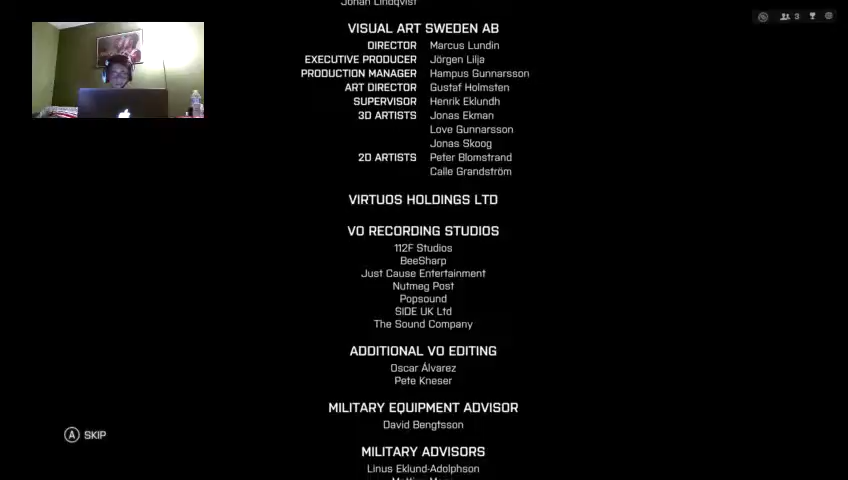 Johan Lindqvist
3
VISUAL ART SWEDEN AB
DIRECTOR Marcus Lundin
EXECUTIVE PRODUCER Jörgen Lilja
PRODUCTION MANAGER Hampus Gunnarsson
ART DIRECTOR Gustaf Holmsten
SUPERVISOR Henrik Eklundh
3D ARTISTS Jonas Ekman
Love Gunnarsson
Jonas Skoog
2D ARTISTS Peter Blomstrand
Calle Grandström
VIRTUOS HOLDINGS LTD
VO RECORDING STUDIOS
112F Studios
BeeSharp
Just Cause Entertainment
Nutmeg Post
Popsound
SIDE UK Ltd
The Sound Company
ADDITIONAL VO EDITING
Oscar Álvarez
Pete Kneser
MILITARY EQUIPMENT ADVISOR
David Bengtsson
A SKIP
MILITARY ADVISORS
Linus Eklund-Adolphson